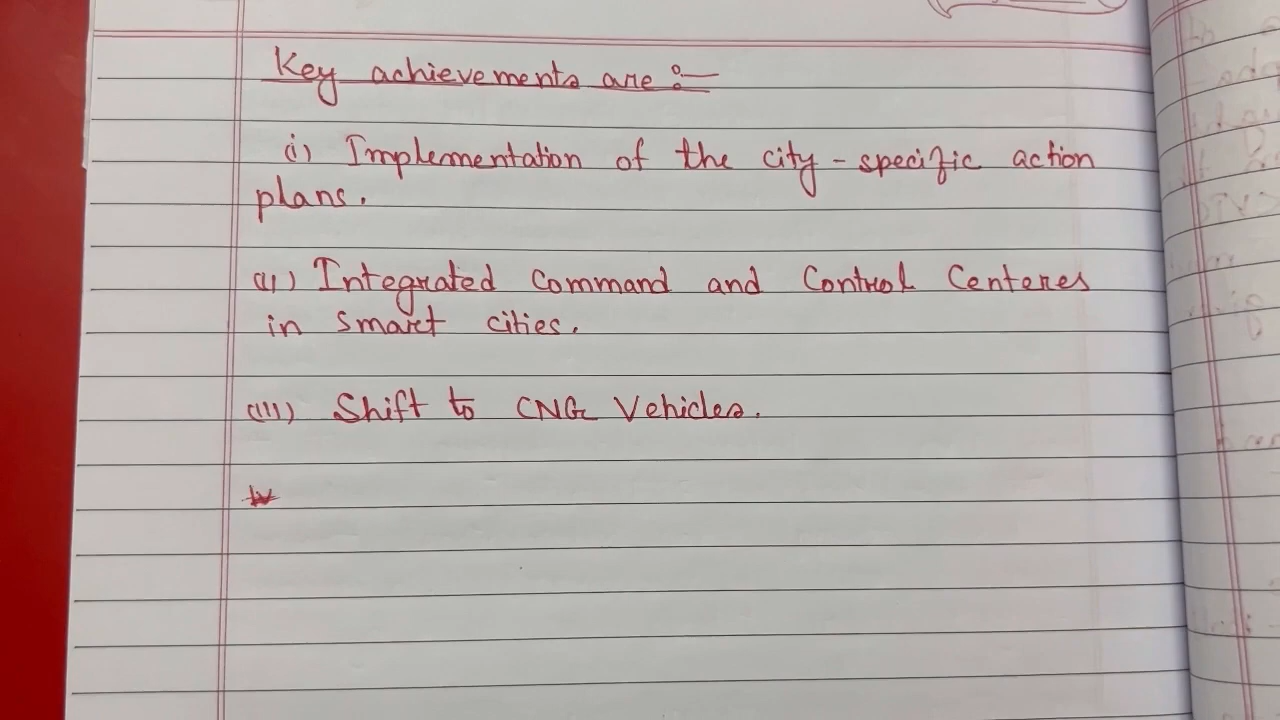 Key achievements are :-
(i) Implementation of the city - specific action
plans.
(II) Integrated Command and Control Centeres
in Smart cities.
(III) Shift to CNG Vehicles.